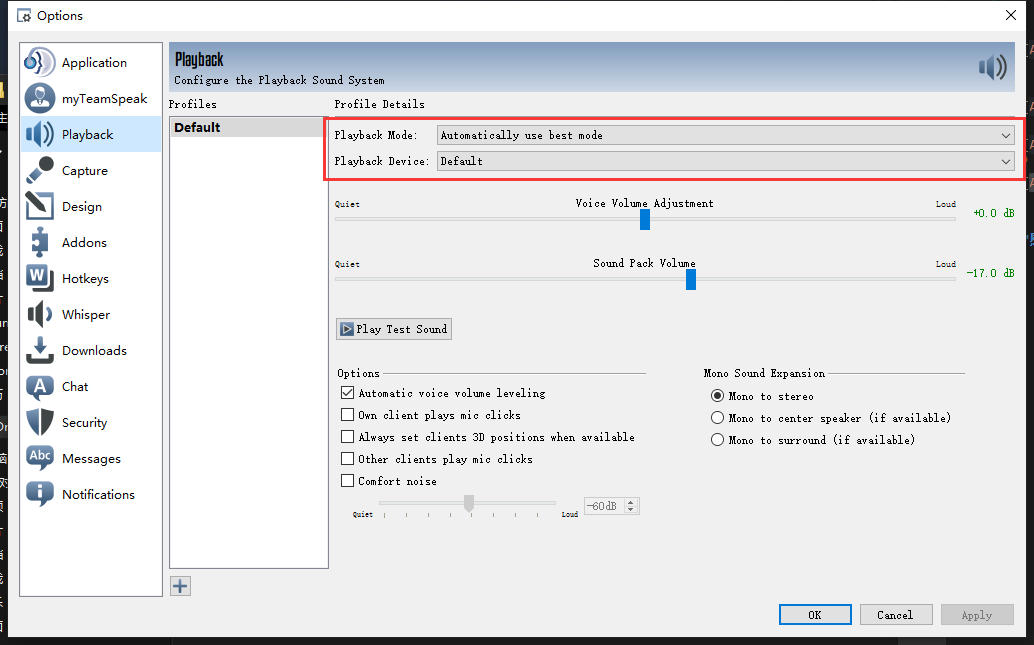 Options
Application
myTeamSpeak
Playback
Capture
Design
Addons
Hotkeys
Whisper
Downloads
Chat
Security
Messages
Notifications
Playback
Configure the Playback Sound System
Profiles
Default
Profile Details
Playback Mode: Automatically use best mode
Playback Device: Default
Quiet Voice Volume Adjustment Loud +0.0 dB
Quiet Sound Pack Volume Loud -17.0 dB
Play Test Sound
Options
Automatic voice volume leveling
Own client plays mic clicks
Always set clients 3D positions when available
Other clients play mic clicks
Comfort noise
Quiet Loud -60dB
Mono Sound Expansion
Mono to stereo
Mono to center speaker (if available)
Mono to surround (if available)
OK Cancel Apply